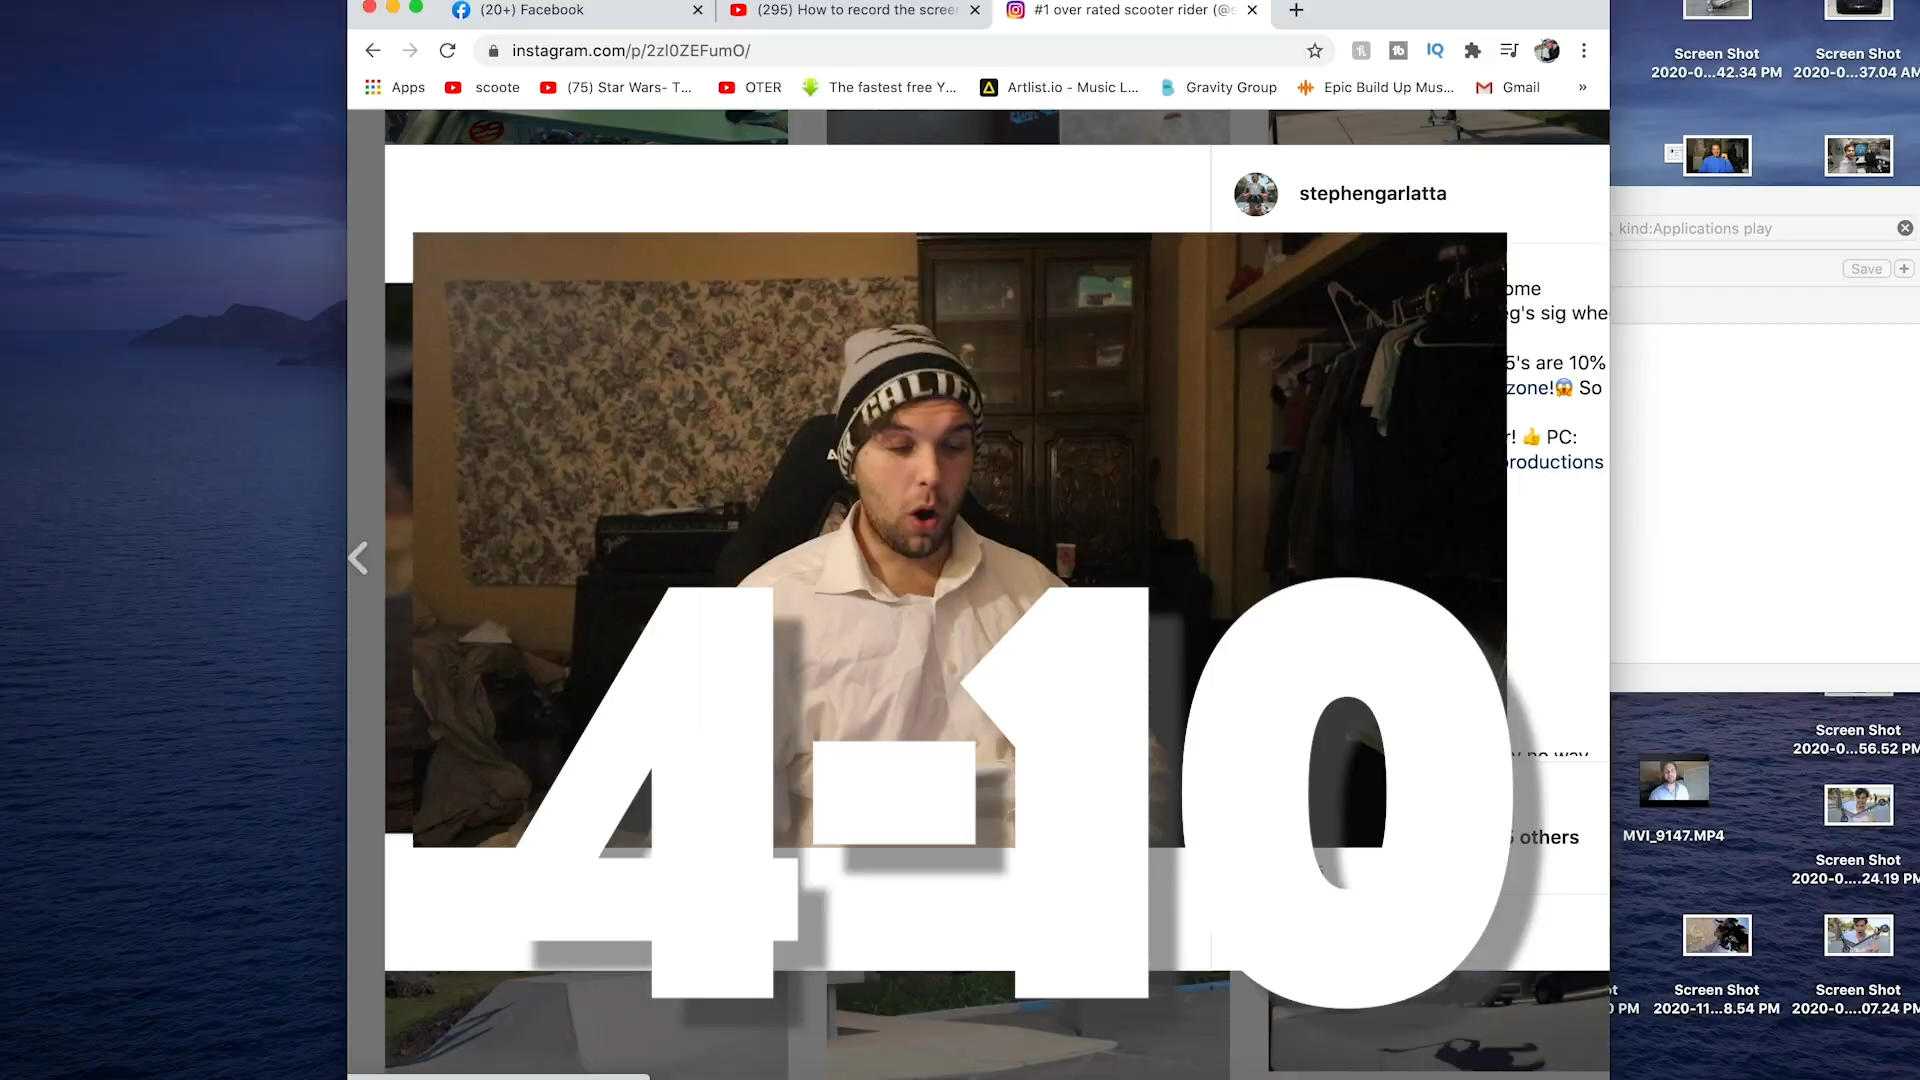 (20+) Facebook
(295) How to record the scree
#1 over rated scooter rider (@s
instagram.com/p/2zl0ZEFumO/
Apps
scoote
(75) Star Wars- T...
OTER
The fastest free Y...
Artlist.io - Music L...
Gravity Group
Epic Build Up Mus...
Gmail
»
stephengarlatta
ome
g's sig whe
5's are 10%
zone!😱 So
r! 👍 PC:
productions
CALIF
4-10
others
Screen Shot
2020-0...42.34 PM
Screen Shot
2020-0...37.04 AM
kind:Applications play
Save
Screen Shot
2020-0....56.52 PM
MVI_9147.MP4
Screen Shot
2020-0....24.19 PM
Screen Shot
2020-11...8.54 PM
Screen Shot
2020-0....07.24 PM